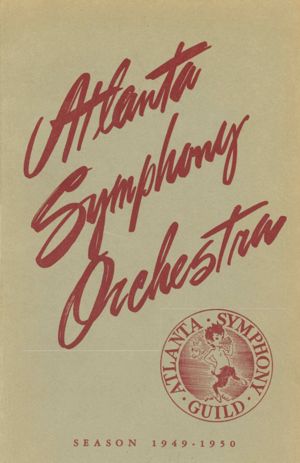 Atlanta
Symphony
Orchestra
ATLANTA · SYMPHONY · GUILD ·
SEASON 1949-1950